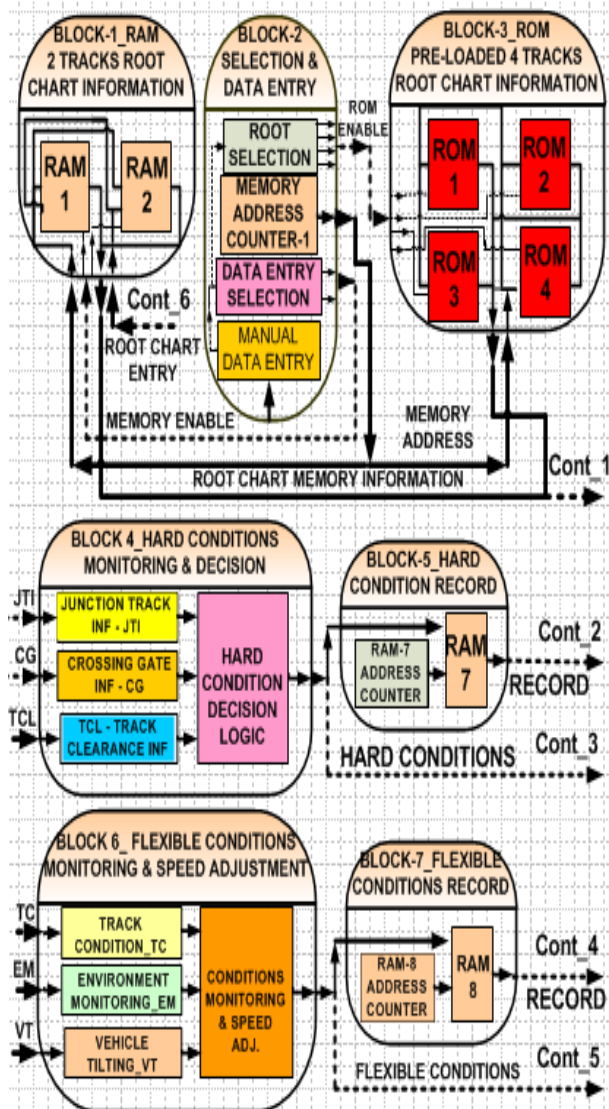 BLOCK-1_RAM
2 TRACKS ROOT
CHART INFORMATION
RAM
1
RAM
2
Cont_6
ROOT CHART
ENTRY
BLOCK-2
SELECTION &
DATA ENTRY
ROOT
SELECTION
MEMORY
ADDRESS
COUNTER-1
DATA ENTRY
SELECTION
MANUAL
DATA ENTRY
ROM
ENABLE
BLOCK-3_ROM
PRE-LOADED 4 TRACKS
ROOT CHART INFORMATION
ROM
1
ROM
2
ROM
3
ROM
4
MEMORY ENABLE
MEMORY
ADDRESS
ROOT CHART MEMORY INFORMATION
Cont_1
BLOCK 4_HARD CONDITIONS
MONITORING & DECISION
JTI
CG
TCL
JUNCTION TRACK
INF - JTI
CROSSING GATE
INF - CG
TCL - TRACK
CLEARANCE INF
HARD
CONDITION
DECISION
LOGIC
BLOCK-5_HARD
CONDITION RECORD
RAM-7
ADDRESS
COUNTER
RAM
7
Cont_2
RECORD
Cont_3
HARD CONDITIONS
BLOCK 6_ FLEXIBLE CONDITIONS
MONITORING & SPEED ADJUSTMENT
TC
EM
VT
TRACK
CONDITION_TC
ENVIRONMENT
MONITORING_EM
VEHICLE
TILTING_VT
CONDITIONS
MONITORING
& SPEED
ADJ.
BLOCK-7_FLEXIBLE
CONDITIONS RECORD
RAM-8
ADDRESS
COUNTER
RAM
8
Cont_4
RECORD
Cont_5
FLEXIBLE CONDITIONS